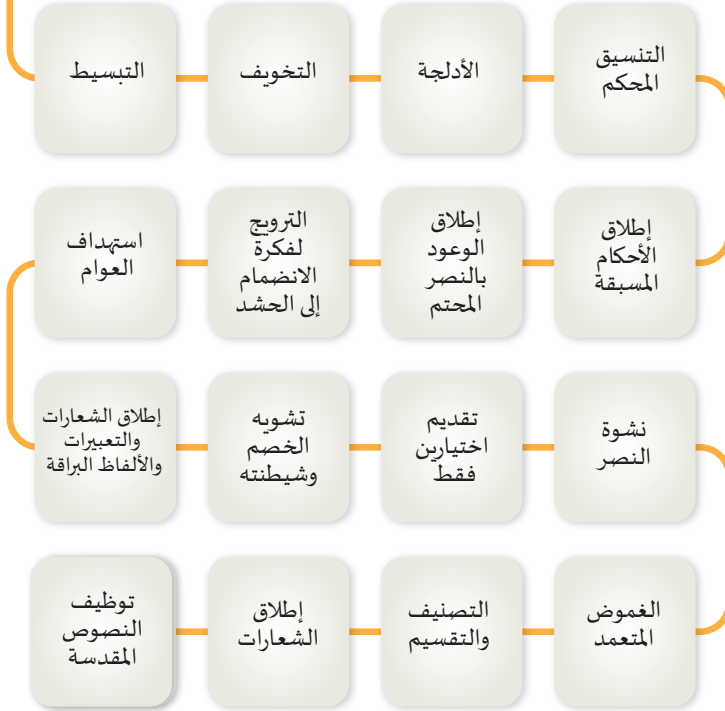 التنسيق
المحكم
الأدلجة
التخويف
التبسيط
إطلاق
الأحكام
المسبقة
إطلاق
الوعود
بالنصر
المحتم
الترويج
لفكرة
الانضمام
إلى الحشد
استهداف
العوام
نشوة
النصر
تقديم
اختيارين
فقط
تشويه
الخصم
وشيطنته
إطلاق الشعارات
والتعبيرات
والألفاظ البراقة
الغموض
المتعمد
التصنيف
والتقسيم
إطلاق
الشعارات
توظيف
النصوص
المقدسة